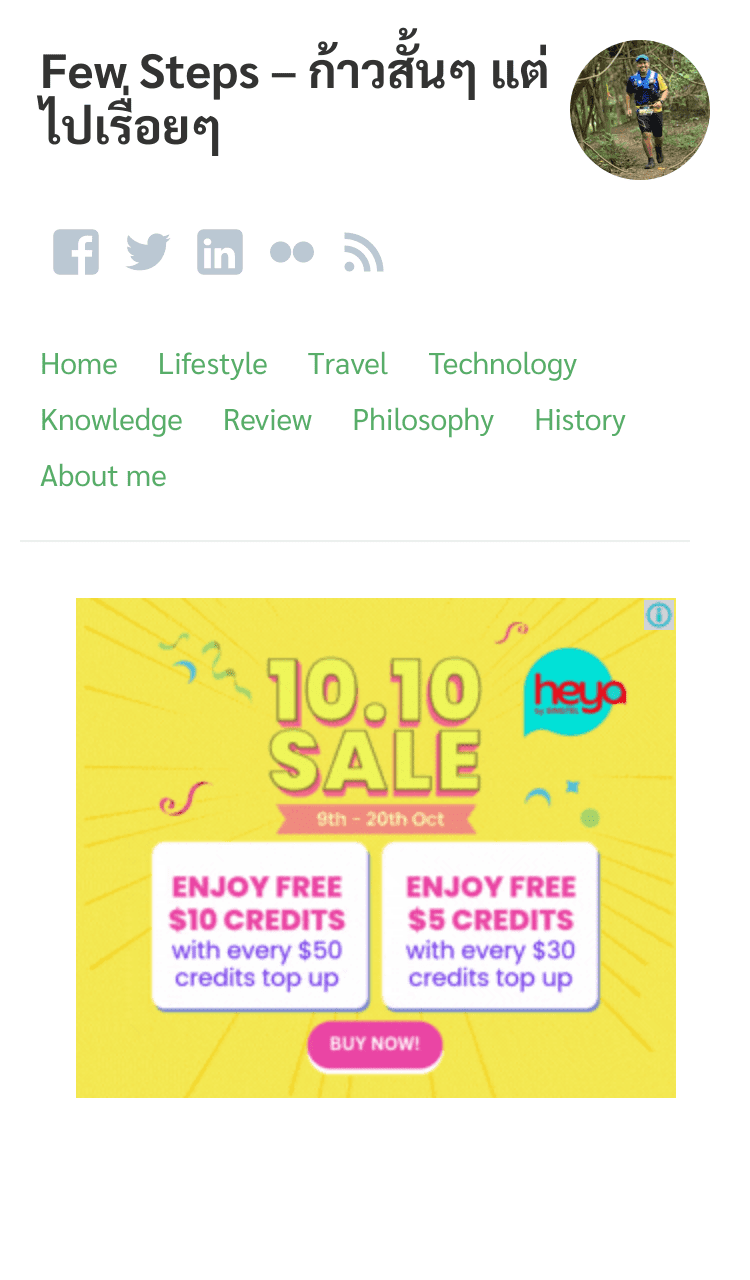 Few Steps – ก้าวสั้นๆ แต่
ไปเรื่อยๆ
Home Lifestyle Travel Technology
Knowledge Review Philosophy History
About me
10.10
SALE
heya
9th - 20th Oct
ENJOY FREE
$10 CREDITS
with every $50
credits top up
ENJOY FREE
$5 CREDITS
with every $30
credits top up
BUY NOW!